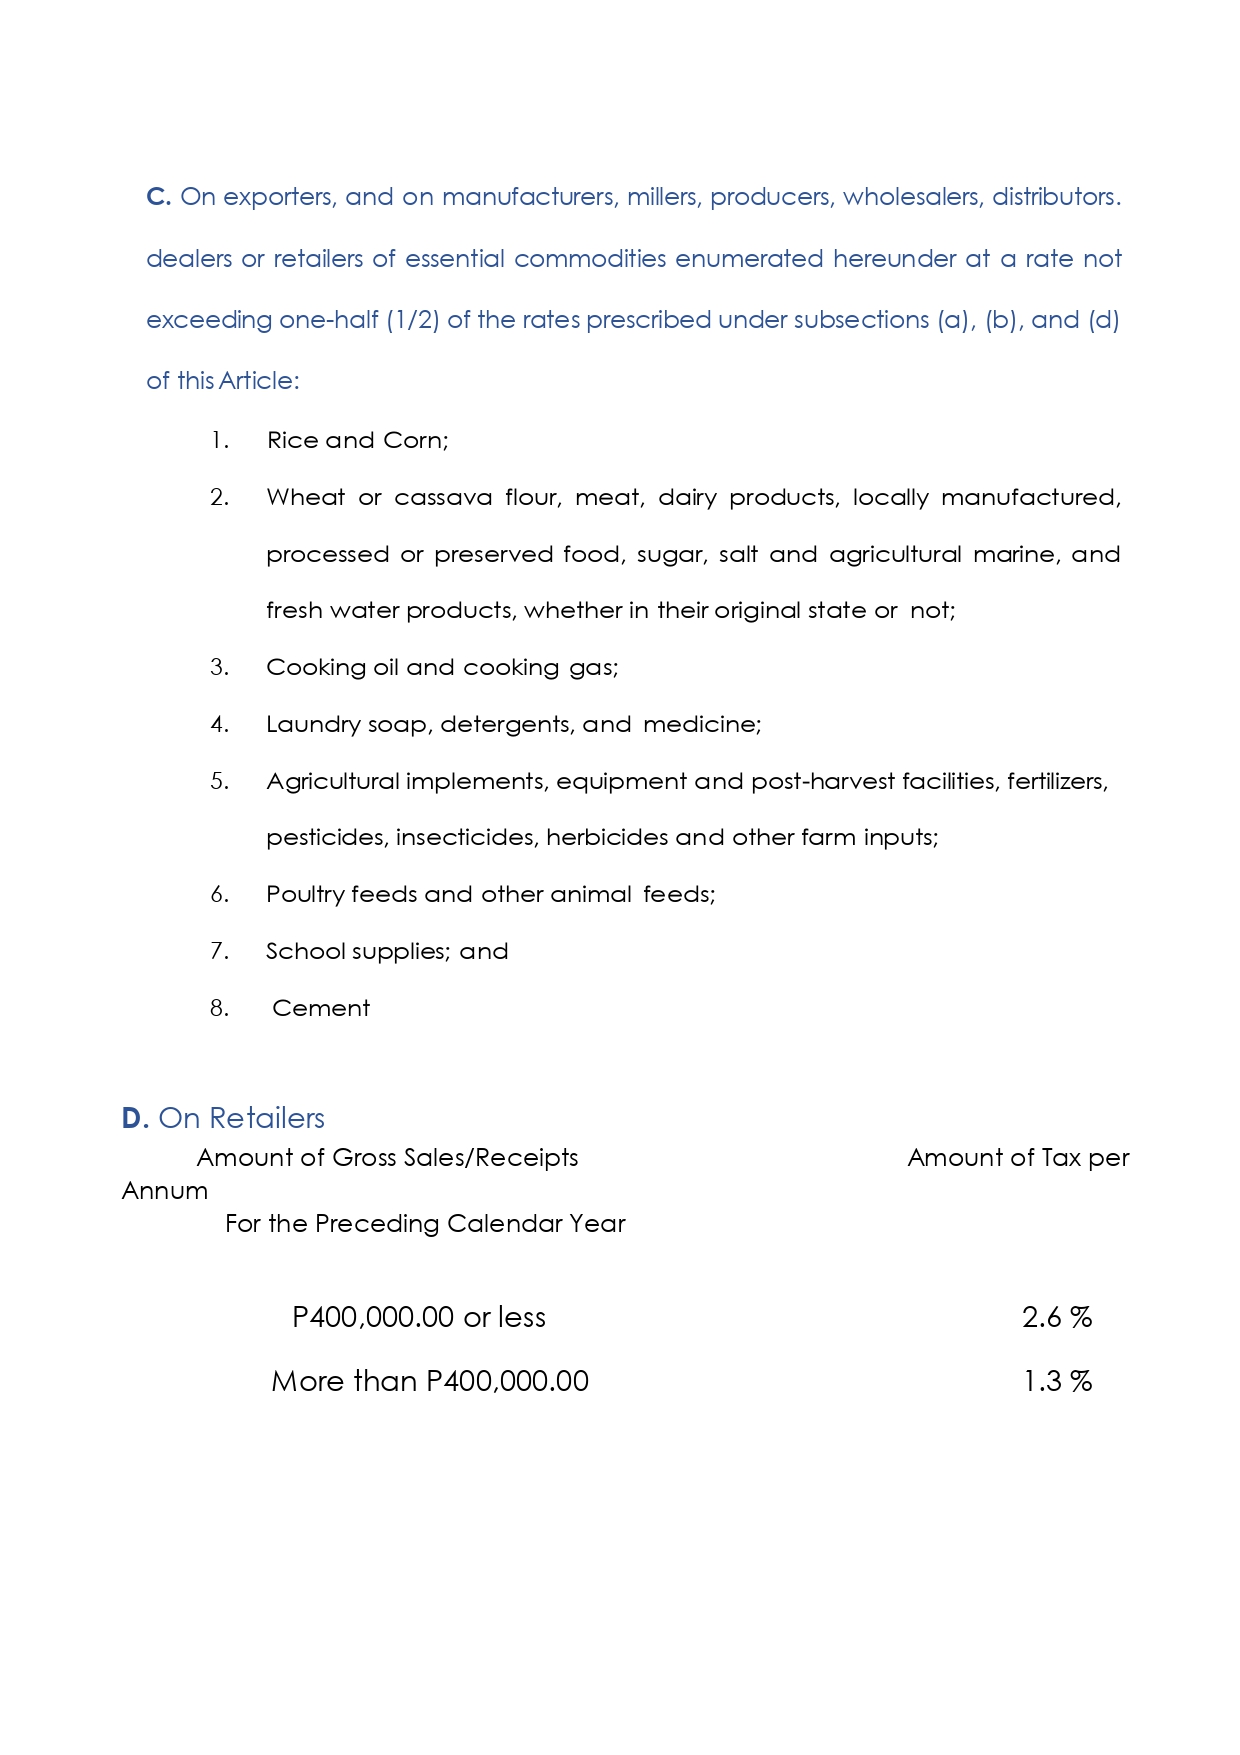 C. On exporters, and on manufacturers, millers, producers, wholesalers, distributors.
dealers or retailers of essential commodities enumerated hereunder at a rate not
exceeding one-half (1/2) of the rates prescribed under subsections (a), (b), and (d)
of this Article:
1. Rice and Corn;
2. Wheat or cassava flour, meat, dairy products, locally manufactured,
processed or preserved food, sugar, salt and agricultural marine, and
fresh water products, whether in their original state or not;
3. Cooking oil and cooking gas;
4. Laundry soap, detergents, and medicine;
5. Agricultural implements, equipment and post-harvest facilities, fertilizers,
pesticides, insecticides, herbicides and other farm inputs;
6. Poultry feeds and other animal feeds;
7. School supplies; and
8. Cement
D. On Retailers
Amount of Gross Sales/Receipts Amount of Tax per
Annum
For the Preceding Calendar Year
P400,000.00 or less 2.6 %
More than P400,000.00 1.3 %